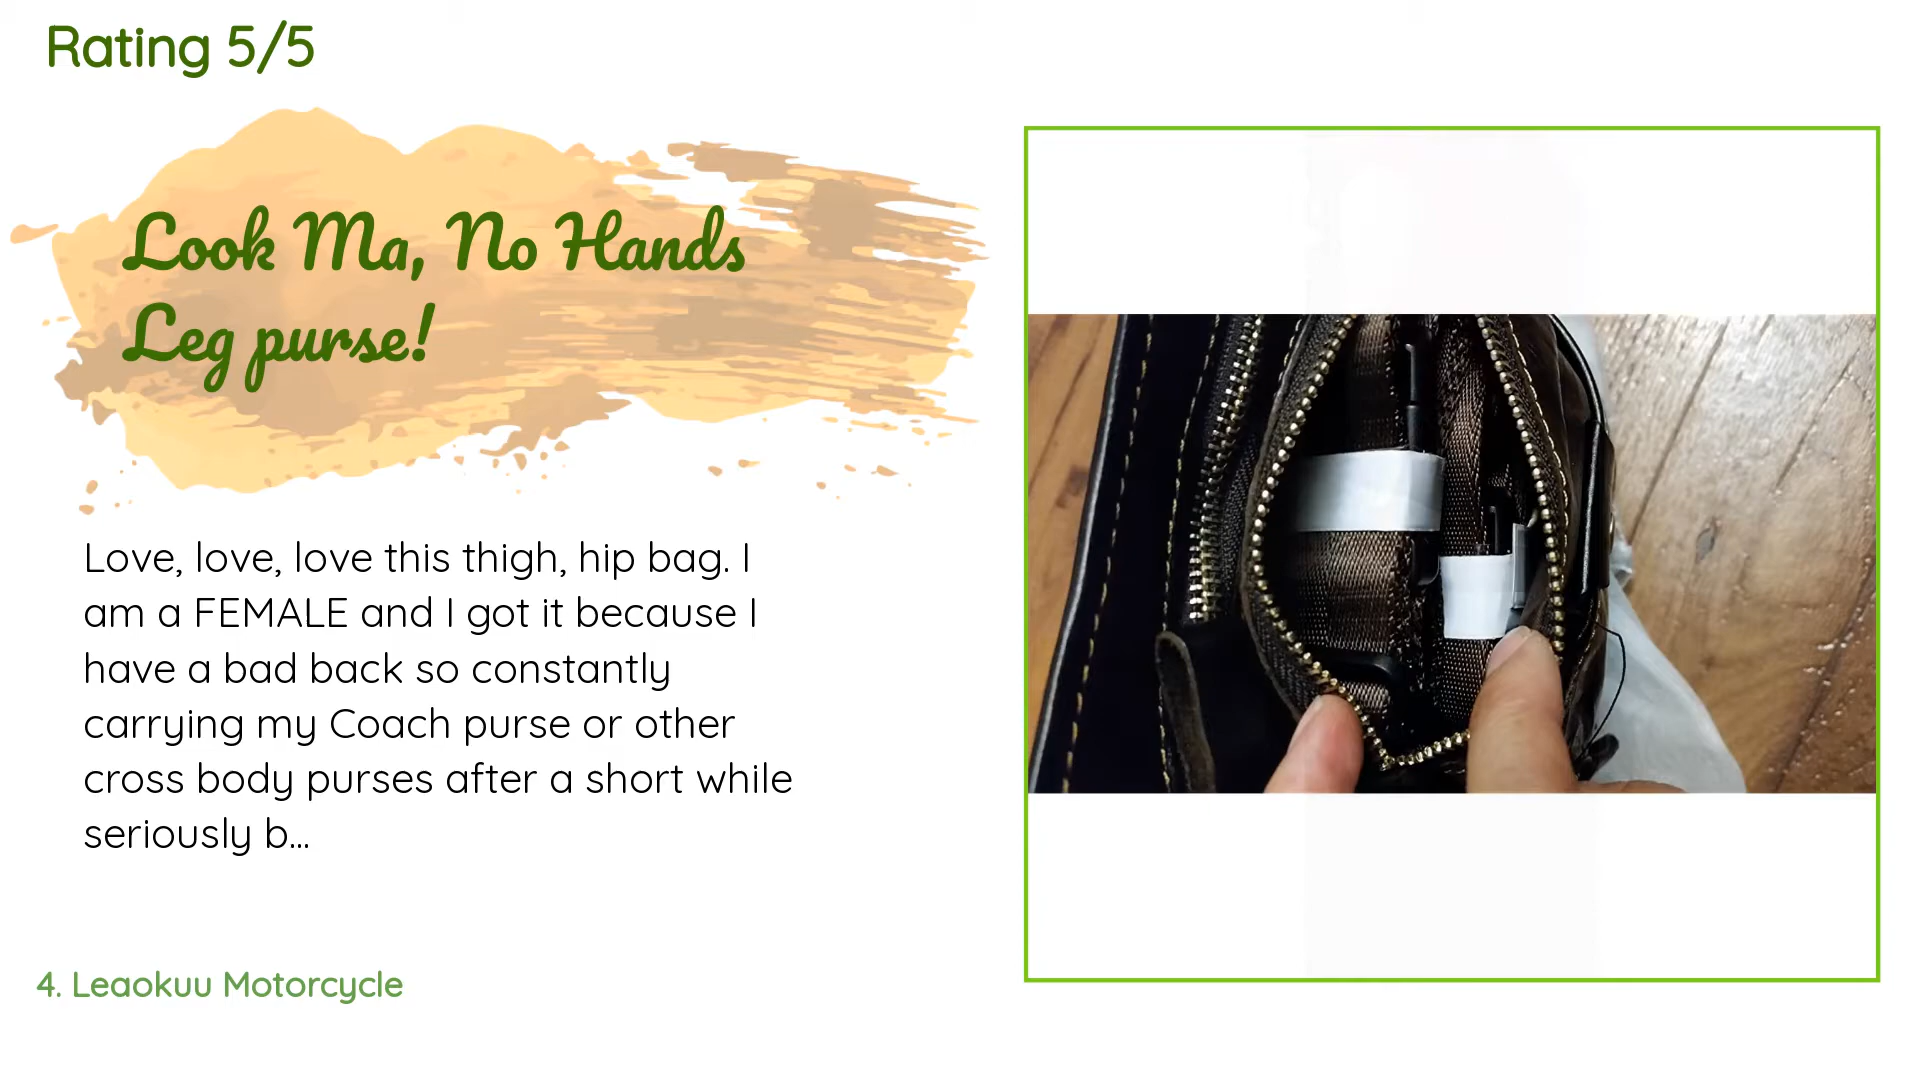 Rating 5/5
Look Ma, No Hands
Leg purse!
Love, love, love this thigh, hip bag. I
am a FEMALE and I got it because I
have a bad back so constantly
carrying my Coach purse or other
cross body purses after a short while
seriously b...
4. Leaokuu Motorcycle